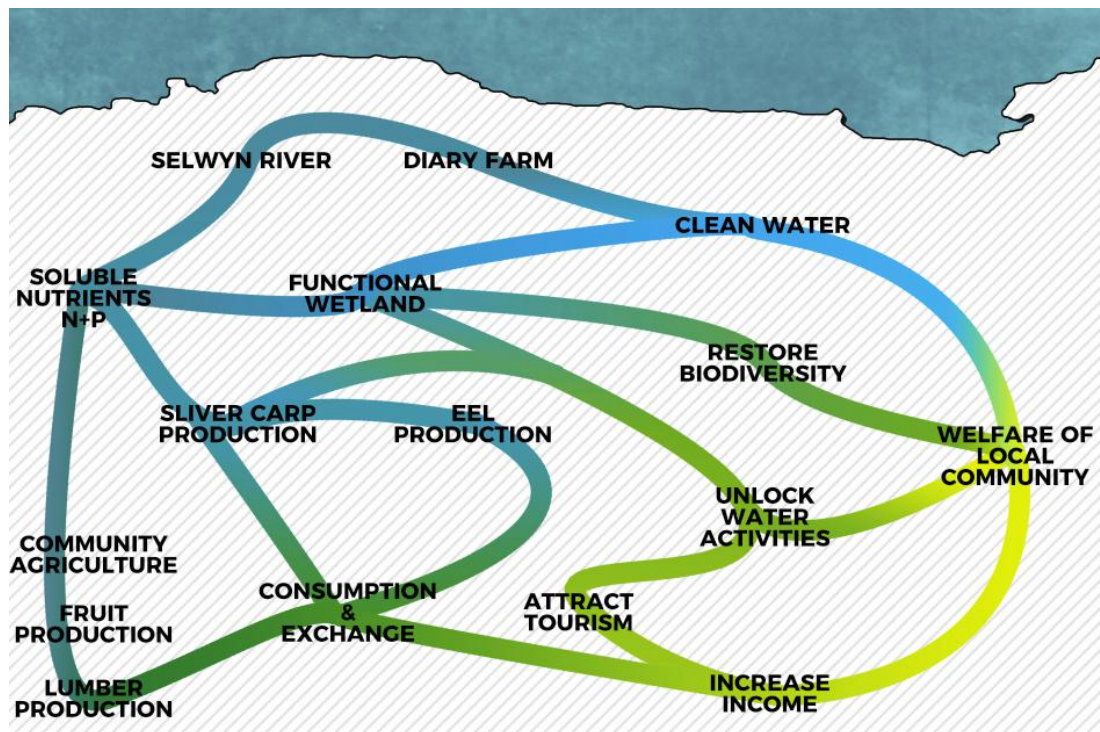 SELWYN RIVER
DIARY FARM
CLEAN WATER
SOLUBLE
NUTRIENTS
N+P
FUNCTIONAL
WETLAND
RESTORE
BIODIVERSITY
SLIVER CARP
PRODUCTION
EEL
PRODUCTION
WELFARE OF
LOCAL
COMMUNITY
UNLOCK
WATER
ACTIVITIES
COMMUNITY
AGRICULTURE
CONSUMPTION
&
EXCHANGE
ATTRACT
TOURISM
FRUIT
PRODUCTION
LUMBER
PRODUCTION
INCREASE
INCOME